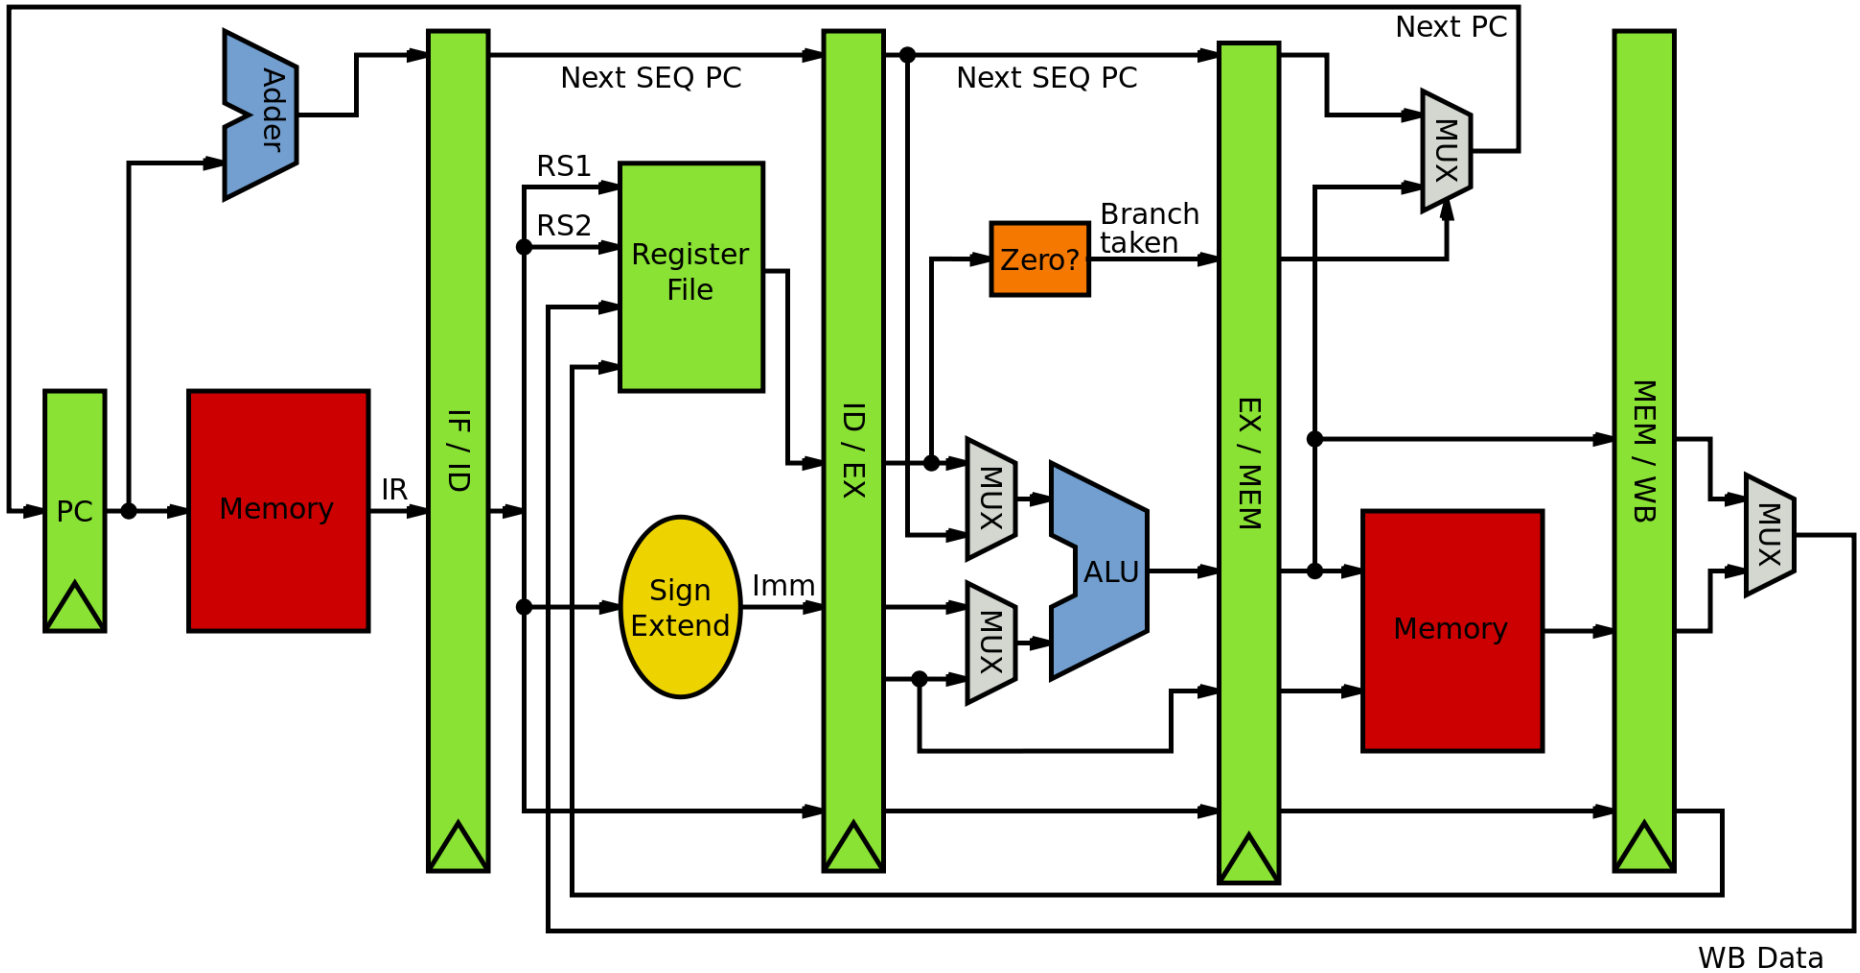 Next PC
Adder
Next SEQ PC
Next SEQ PC
MUX
RS1
RS2
Register
File
Zero?
Branch
taken
PC
Memory
IR
IF / ID
ID / EX
EX / MEM
MEM / WB
MUX
MUX
ALU
MUX
Sign
Extend
Imm
Memory
WB Data